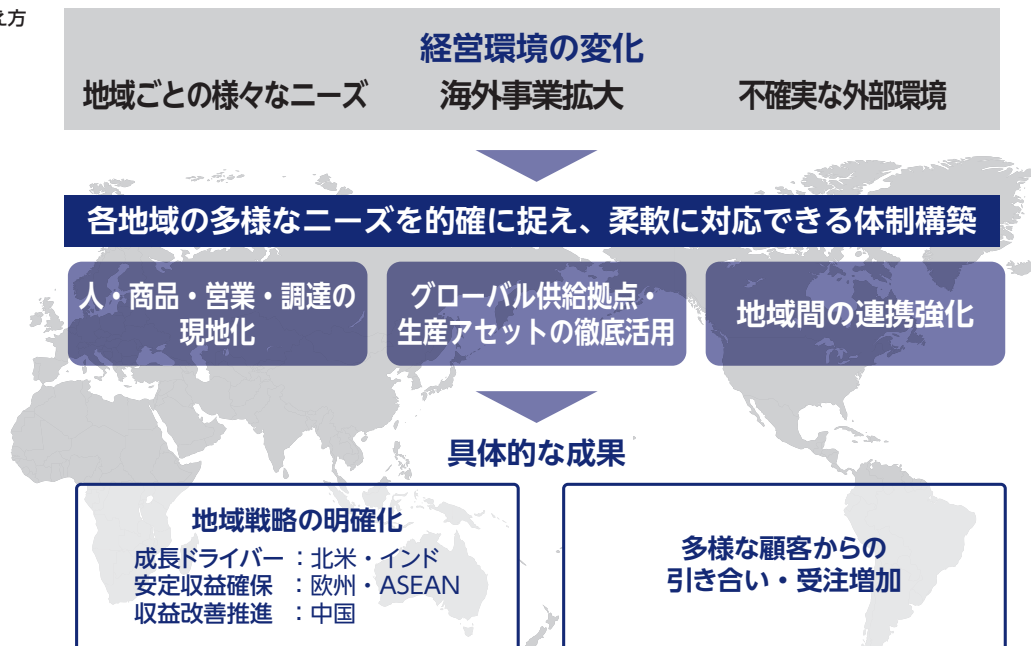 え方
経営環境の変化
地域ごとの様々なニーズ 海外事業拡大 不確実な外部環境
各地域の多様なニーズを的確に捉え、柔軟に対応できる体制構築
人・商品・営業・調達の
現地化
グローバル供給拠点・
生産アセットの徹底活用
地域間の連携強化
具体的な成果
地域戦略の明確化
成長ドライバー：北米・インド
安定収益確保：欧州・ASEAN
収益改善推進：中国
多様な顧客からの
引き合い・受注増加